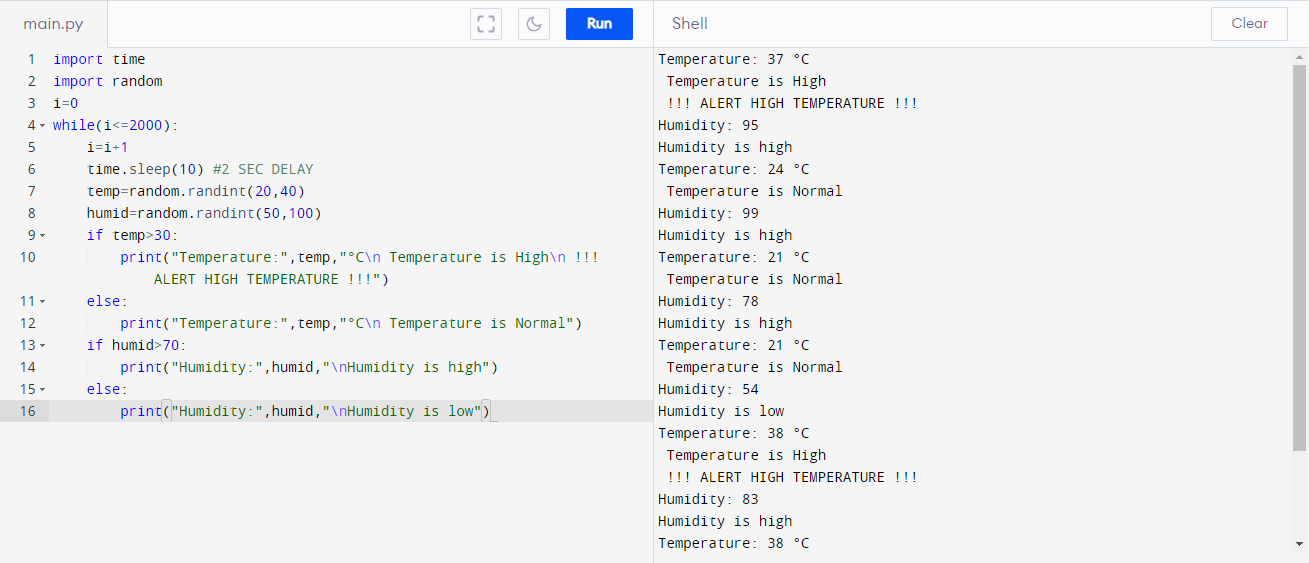 main.py
Run
1 import time
2 import random
3 i=0
4 while(i<=2000):
5     i=i+1
6     time.sleep(10) #2 SEC DELAY
7     temp=random.randint(20,40)
8     humid=random.randint(50,100)
9     if temp>30:
10         print("Temperature:",temp,"°C\n Temperature is High\n !!!
            ALERT HIGH TEMPERATURE !!!")
11     else:
12         print("Temperature:",temp,"°C\n Temperature is Normal")
13     if humid>70:
14         print("Humidity:",humid,"\nHumidity is high")
15     else:
16         print("Humidity:",humid,"\nHumidity is low")
Shell
Clear
Temperature: 37 °C
 Temperature is High
 !!! ALERT HIGH TEMPERATURE !!!
Humidity: 95
Humidity is high
Temperature: 24 °C
 Temperature is Normal
Humidity: 99
Humidity is high
Temperature: 21 °C
 Temperature is Normal
Humidity: 78
Humidity is high
Temperature: 21 °C
 Temperature is Normal
Humidity: 54
Humidity is low
Temperature: 38 °C
 Temperature is High
 !!! ALERT HIGH TEMPERATURE !!!
Humidity: 83
Humidity is high
Temperature: 38 °C